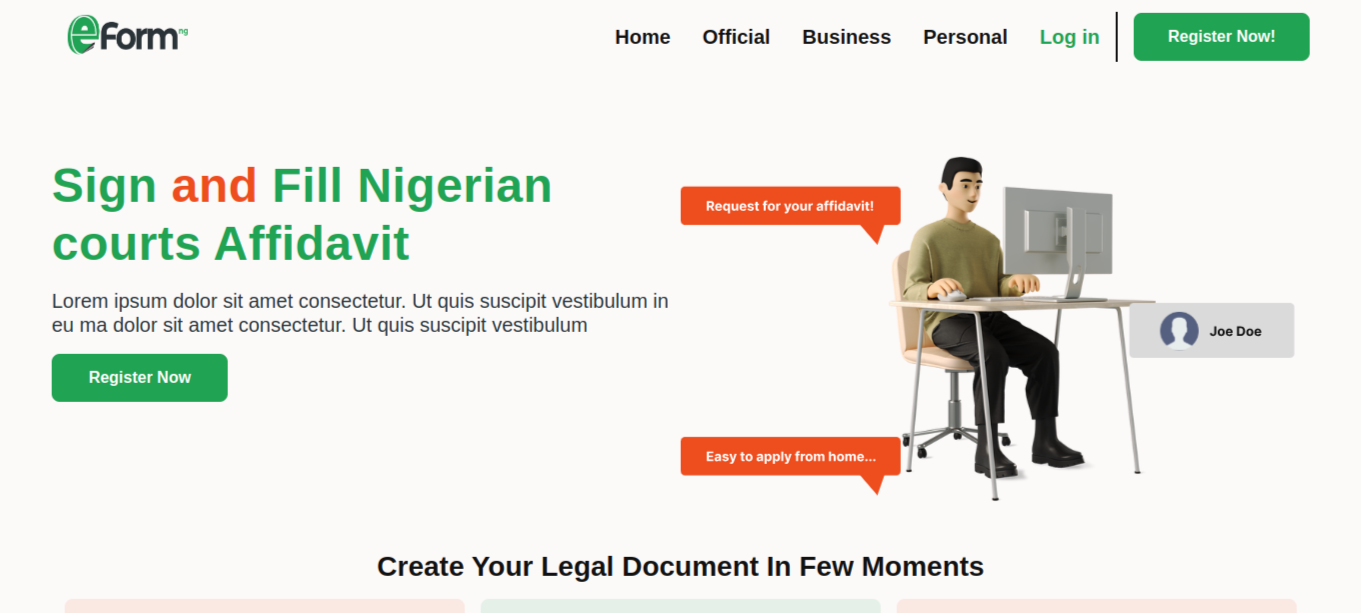 eform ng
Home Official Business Personal Log in Register Now!
Sign and Fill Nigerian
courts Affidavit
Lorem ipsum dolor sit amet consectetur. Ut quis suscipit vestibulum in
eu ma dolor sit amet consectetur. Ut quis suscipit vestibulum
Register Now
Request for your affidavit!
Joe Doe
Easy to apply from home...
Create Your Legal Document In Few Moments